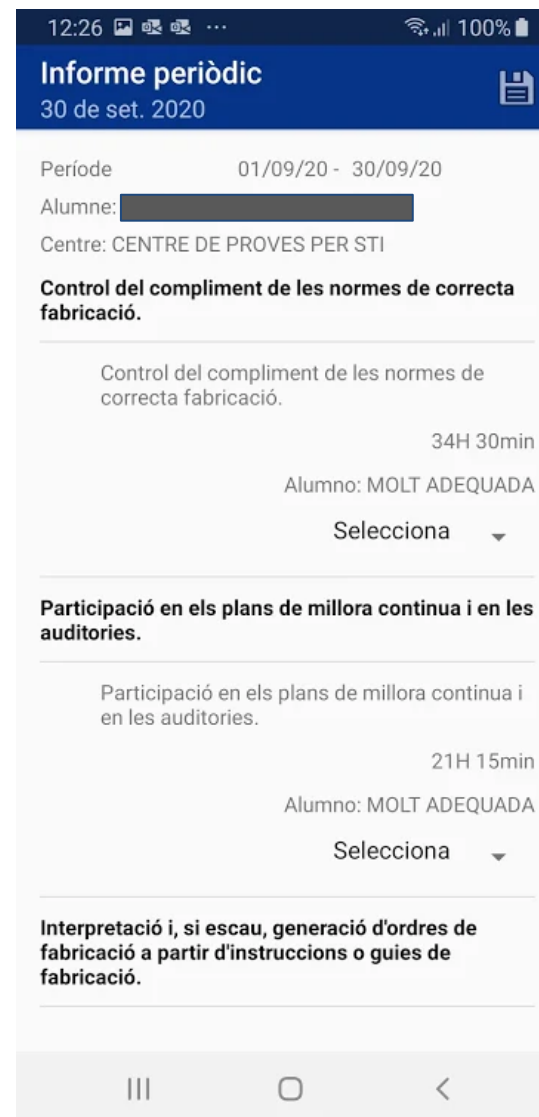 12:26 ... 100%
Informe periòdic
30 de set. 2020
Període 01/09/20 - 30/09/20
Alumne:
Centre: CENTRE DE PROVES PER STI
Control del compliment de les normes de correcta
fabricació.
Control del compliment de les normes de
correcta fabricació.
34H 30min
Alumno: MOLT ADEQUADA
Selecciona
Participació en els plans de millora continua i en les
auditories.
Participació en els plans de millora continua i
en les auditories.
21H 15min
Alumno: MOLT ADEQUADA
Selecciona
Interpretació i, si escau, generació d'ordres de
fabricació a partir d'instruccions o guies de
fabricació.